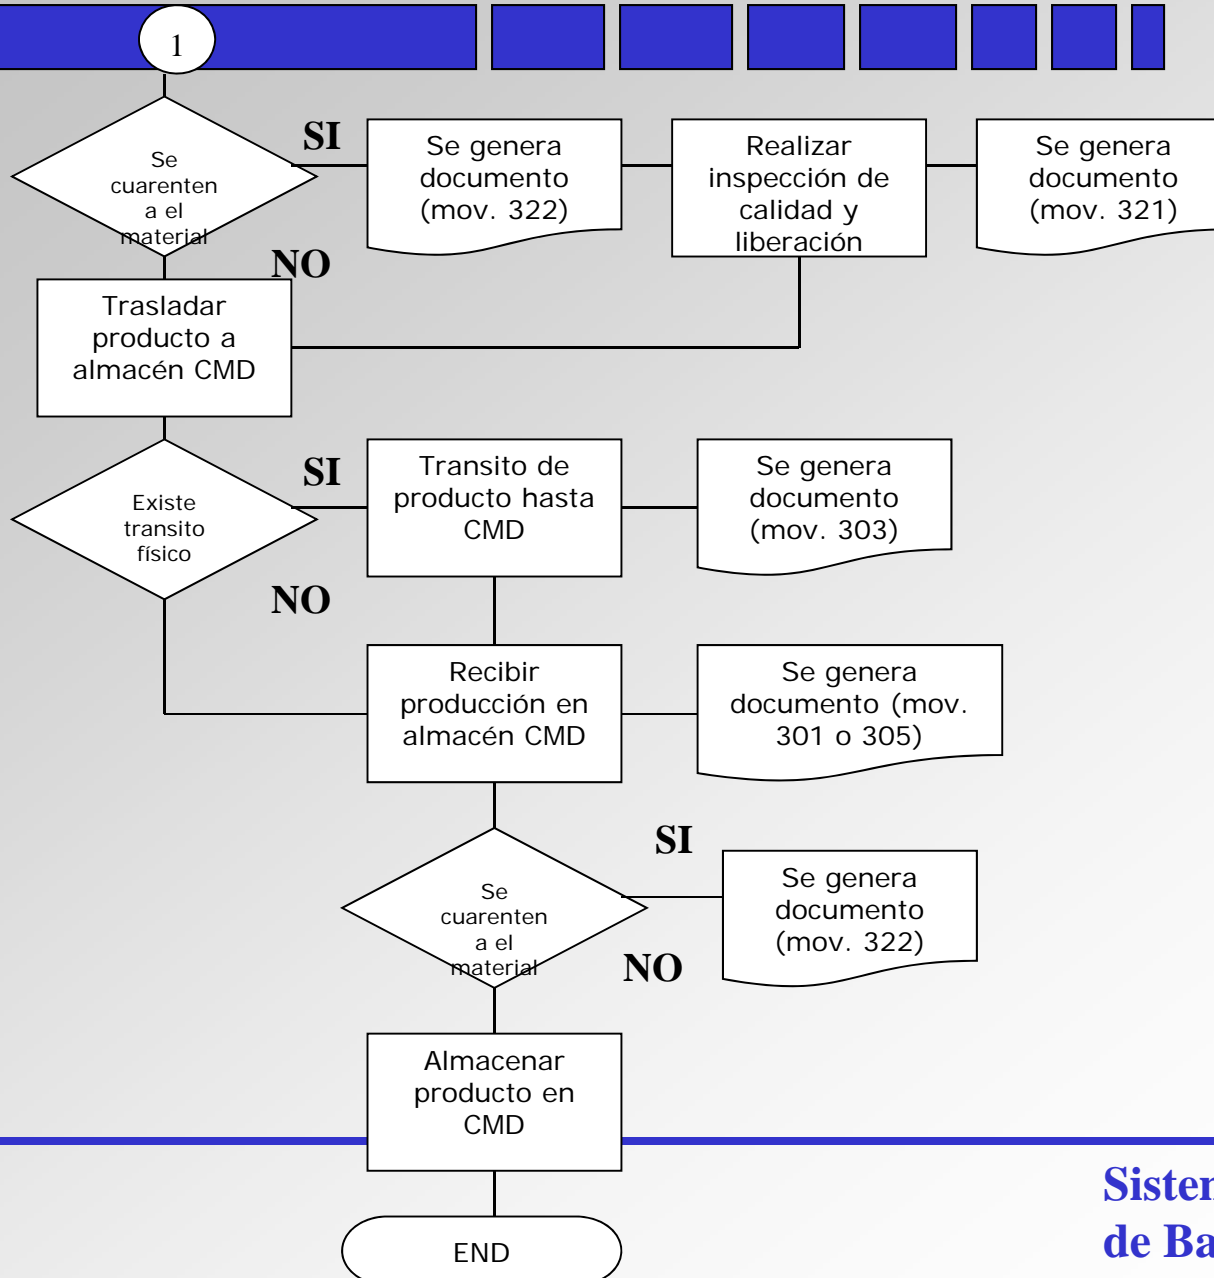 1
Se
cuarenten
a el
material
SI
Se genera
documento
(mov. 322)
Realizar
inspección de
calidad y
liberación
Se genera
documento
(mov. 321)
NO
Trasladar
producto a
almacén CMD
Existe
transito
físico
SI
Transito de
producto hasta
CMD
Se genera
documento
(mov. 303)
NO
Recibir
producción en
almacén CMD
Se genera
documento (mov.
301 o 305)
Se
cuarenten
a el
material
SI
Se genera
documento
(mov. 322)
NO
Almacenar
producto en
CMD
END
de Ba